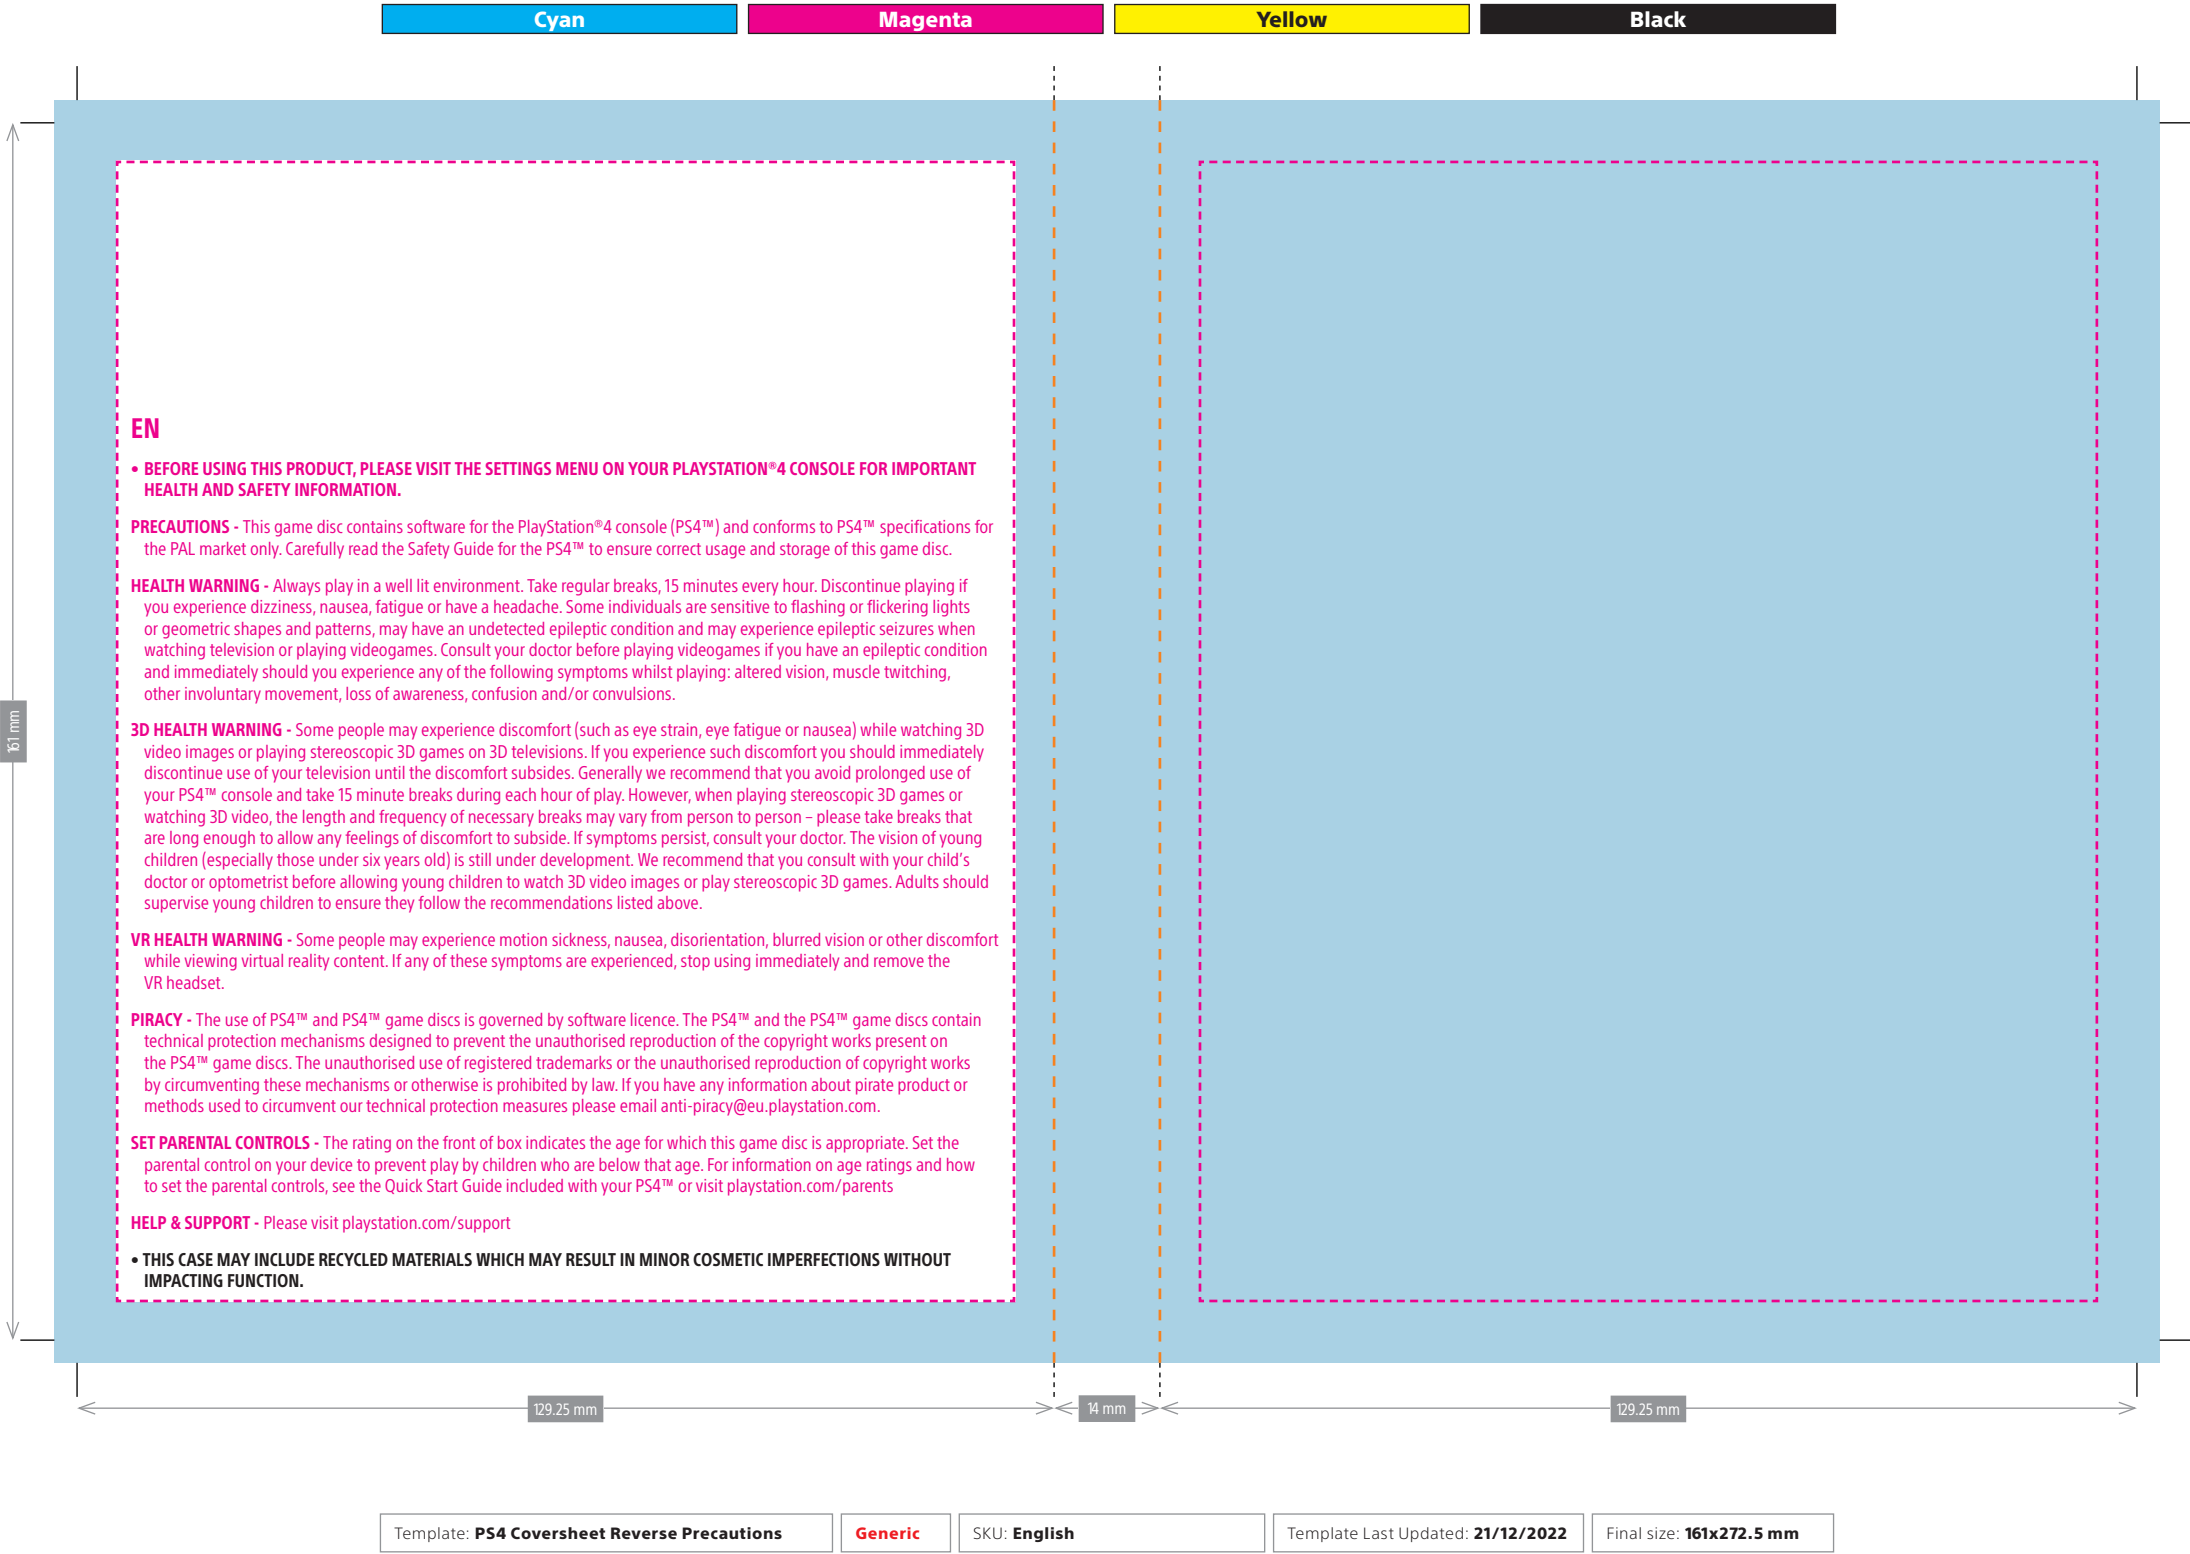 Cyan
Magenta
Yellow
Black
161 mm
EN
• BEFORE USING THIS PRODUCT, PLEASE VISIT THE SETTINGS MENU ON YOUR PLAYSTATION®4 CONSOLE FOR IMPORTANT
HEALTH AND SAFETY INFORMATION.
PRECAUTIONS - This game disc contains software for the PlayStation®4 console (PS4™) and conforms to PS4™ specifications for
the PAL market only. Carefully read the Safety Guide for the PS4™ to ensure correct usage and storage of this game disc.
HEALTH WARNING - Always play in a well lit environment. Take regular breaks, 15 minutes every hour. Discontinue playing if
you experience dizziness, nausea, fatigue or have a headache. Some individuals are sensitive to flashing or flickering lights
or geometric shapes and patterns, may have an undetected epileptic condition and may experience epileptic seizures when
watching television or playing videogames. Consult your doctor before playing videogames if you have an epileptic condition
and immediately should you experience any of the following symptoms whilst playing: altered vision, muscle twitching,
other involuntary movement, loss of awareness, confusion and/or convulsions.
3D HEALTH WARNING - Some people may experience discomfort (such as eye strain, eye fatigue or nausea) while watching 3D
video images or playing stereoscopic 3D games on 3D televisions. If you experience such discomfort you should immediately
discontinue use of your television until the discomfort subsides. Generally we recommend that you avoid prolonged use of
your PS4™ console and take 15 minute breaks during each hour of play. However, when playing stereoscopic 3D games or
watching 3D video, the length and frequency of necessary breaks may vary from person to person – please take breaks that
are long enough to allow any feelings of discomfort to subside. If symptoms persist, consult your doctor. The vision of young
children (especially those under six years old) is still under development. We recommend that you consult with your child's
doctor or optometrist before allowing young children to watch 3D video images or play stereoscopic 3D games. Adults should
supervise young children to ensure they follow the recommendations listed above.
VR HEALTH WARNING - Some people may experience motion sickness, nausea, disorientation, blurred vision or other discomfort
while viewing virtual reality content. If any of these symptoms are experienced, stop using immediately and remove the
VR headset.
PIRACY - The use of PS4™ and PS4™ game discs is governed by software licence. The PS4™ and the PS4™ game discs contain
technical protection mechanisms designed to prevent the unauthorised reproduction of the copyright works present on
the PS4™ game discs. The unauthorised use of registered trademarks or the unauthorised reproduction of copyright works
by circumventing these mechanisms or otherwise is prohibited by law. If you have any information about pirate product or
methods used to circumvent our technical protection measures please email anti-piracy@eu.playstation.com.
SET PARENTAL CONTROLS - The rating on the front of box indicates the age for which this game disc is appropriate. Set the
parental control on your device to prevent play by children who are below that age. For information on age ratings and how
to set the parental controls, see the Quick Start Guide included with your PS4™ or visit playstation.com/parents
HELP & SUPPORT - Please visit playstation.com/support
• THIS CASE MAY INCLUDE RECYCLED MATERIALS WHICH MAY RESULT IN MINOR COSMETIC IMPERFECTIONS WITHOUT
IMPACTING FUNCTION.
129.25 mm
14 mm
129.25 mm
Template: PS4 Coversheet Reverse Precautions
Generic
SKU: English
Template Last Updated: 21/12/2022
Final size: 161x272.5 mm